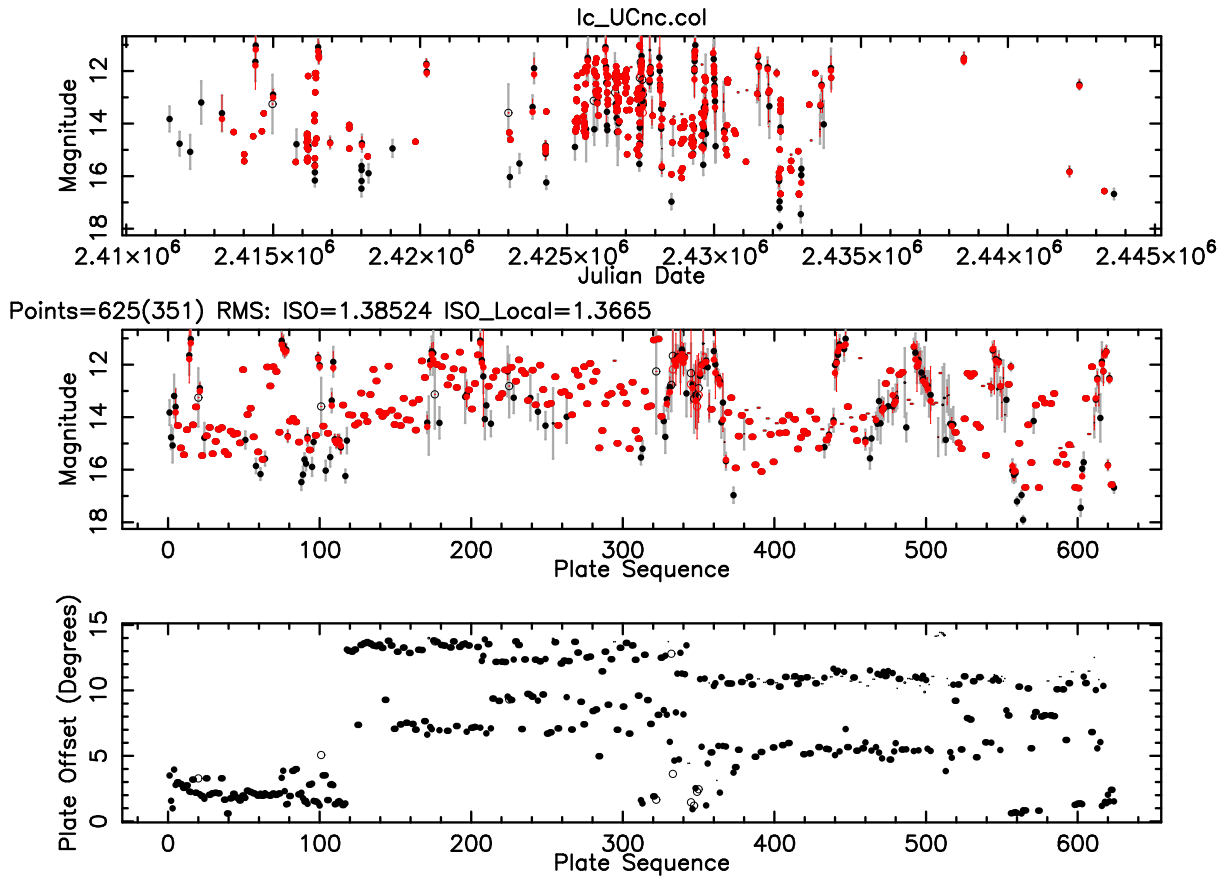 lc_UCnc.col
Magnitude
12
14
16
18
2.41×10⁶ 2.415×10⁶ 2.42×10⁶ 2.425×10⁶ 2.43×10⁶ 2.435×10⁶ 2.44×10⁶ 2.445×10⁶
Julian Date
Points=625(351) RMS: ISO=1.38524 ISO_Local=1.3665
Magnitude
12
14
16
18
0 100 200 300 400 500 600
Plate Sequence
Plate Offset (Degrees)
15
10
5
0
0 100 200 300 400 500 600
Plate Sequence